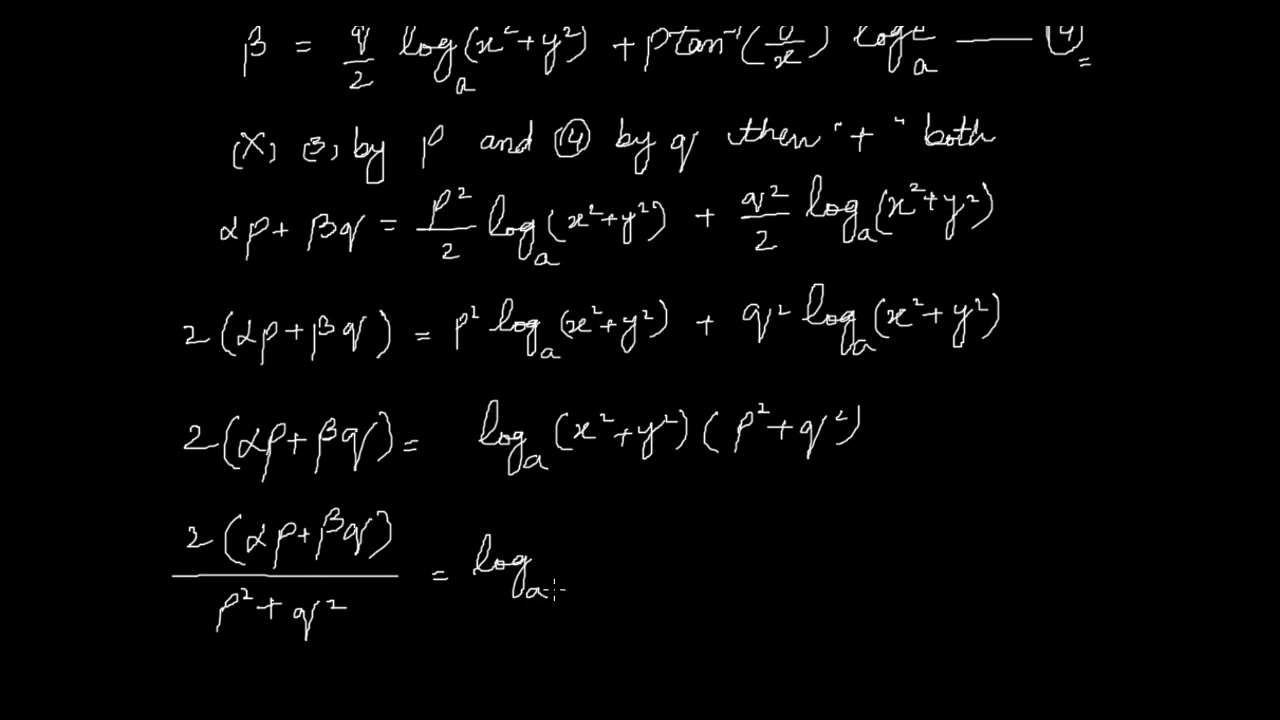 β = q/2 log_a(x²+y²) + p tan⁻¹(y/x) log_a^e —— (4)
(X) (3) by p and (4) by q then "+" both
αp + βq = p²/2 log_a(x²+y²) + q²/2 log_a(x²+y²)
2(αp+βq) = p² log_a(x²+y²) + q² log_a(x²+y²)
2(αp+βq) = log_a(x²+y²)(p²+q²)
2(αp+βq)/p²+q² = log_a